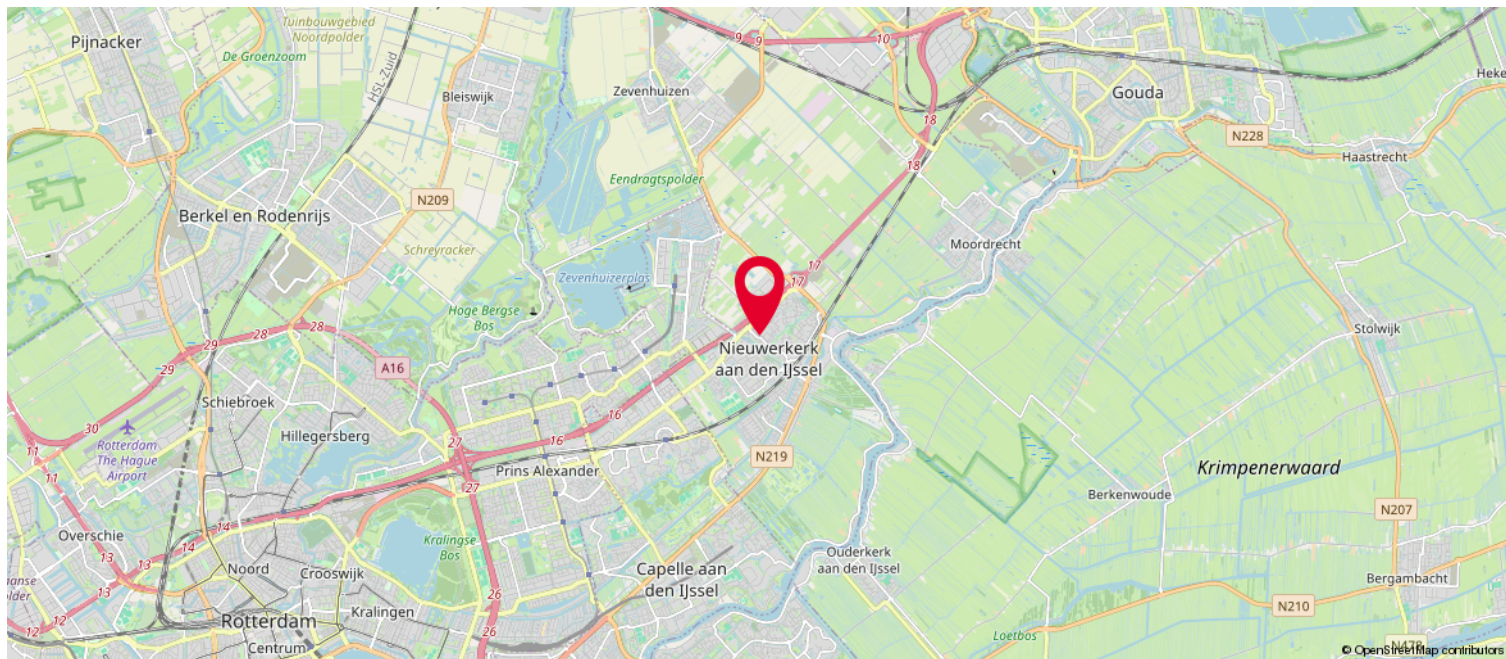 Tuinbouwgebied
Noordpolder
Pijnacker
De Groenzoom
HSL-Zuid
9
9
10
Bleiswijk
Zevenhuizen
Gouda
18
N228
Haastrecht
18
Eendragtspolder
N209
Berkel en Rodenrijs
Schreyracker
Moordrecht
Zevenhuizerplas
17
17
Hoge Bergse
Bos
28
28
29
29
A16
Stolwijk
Nieuwerkerk
aan den IJssel
Schiebroek
16
16
30
Rotterdam
The Hague
Airport
Hillegersberg
11
11
27
27
N219
Prins Alexander
Krimpenerwaard
Berkenwoude
N207
14
14
13
13
Overschie
Kralingse
Bos
Noord
Crooswijk
Capelle aan
den IJssel
Ouderkerk
aan den IJssel
Bergambacht
26
26
12
12
Kralingen
Rotterdam
Centrum
N210
Loetbos
N478
© OpenStreetMap contributors